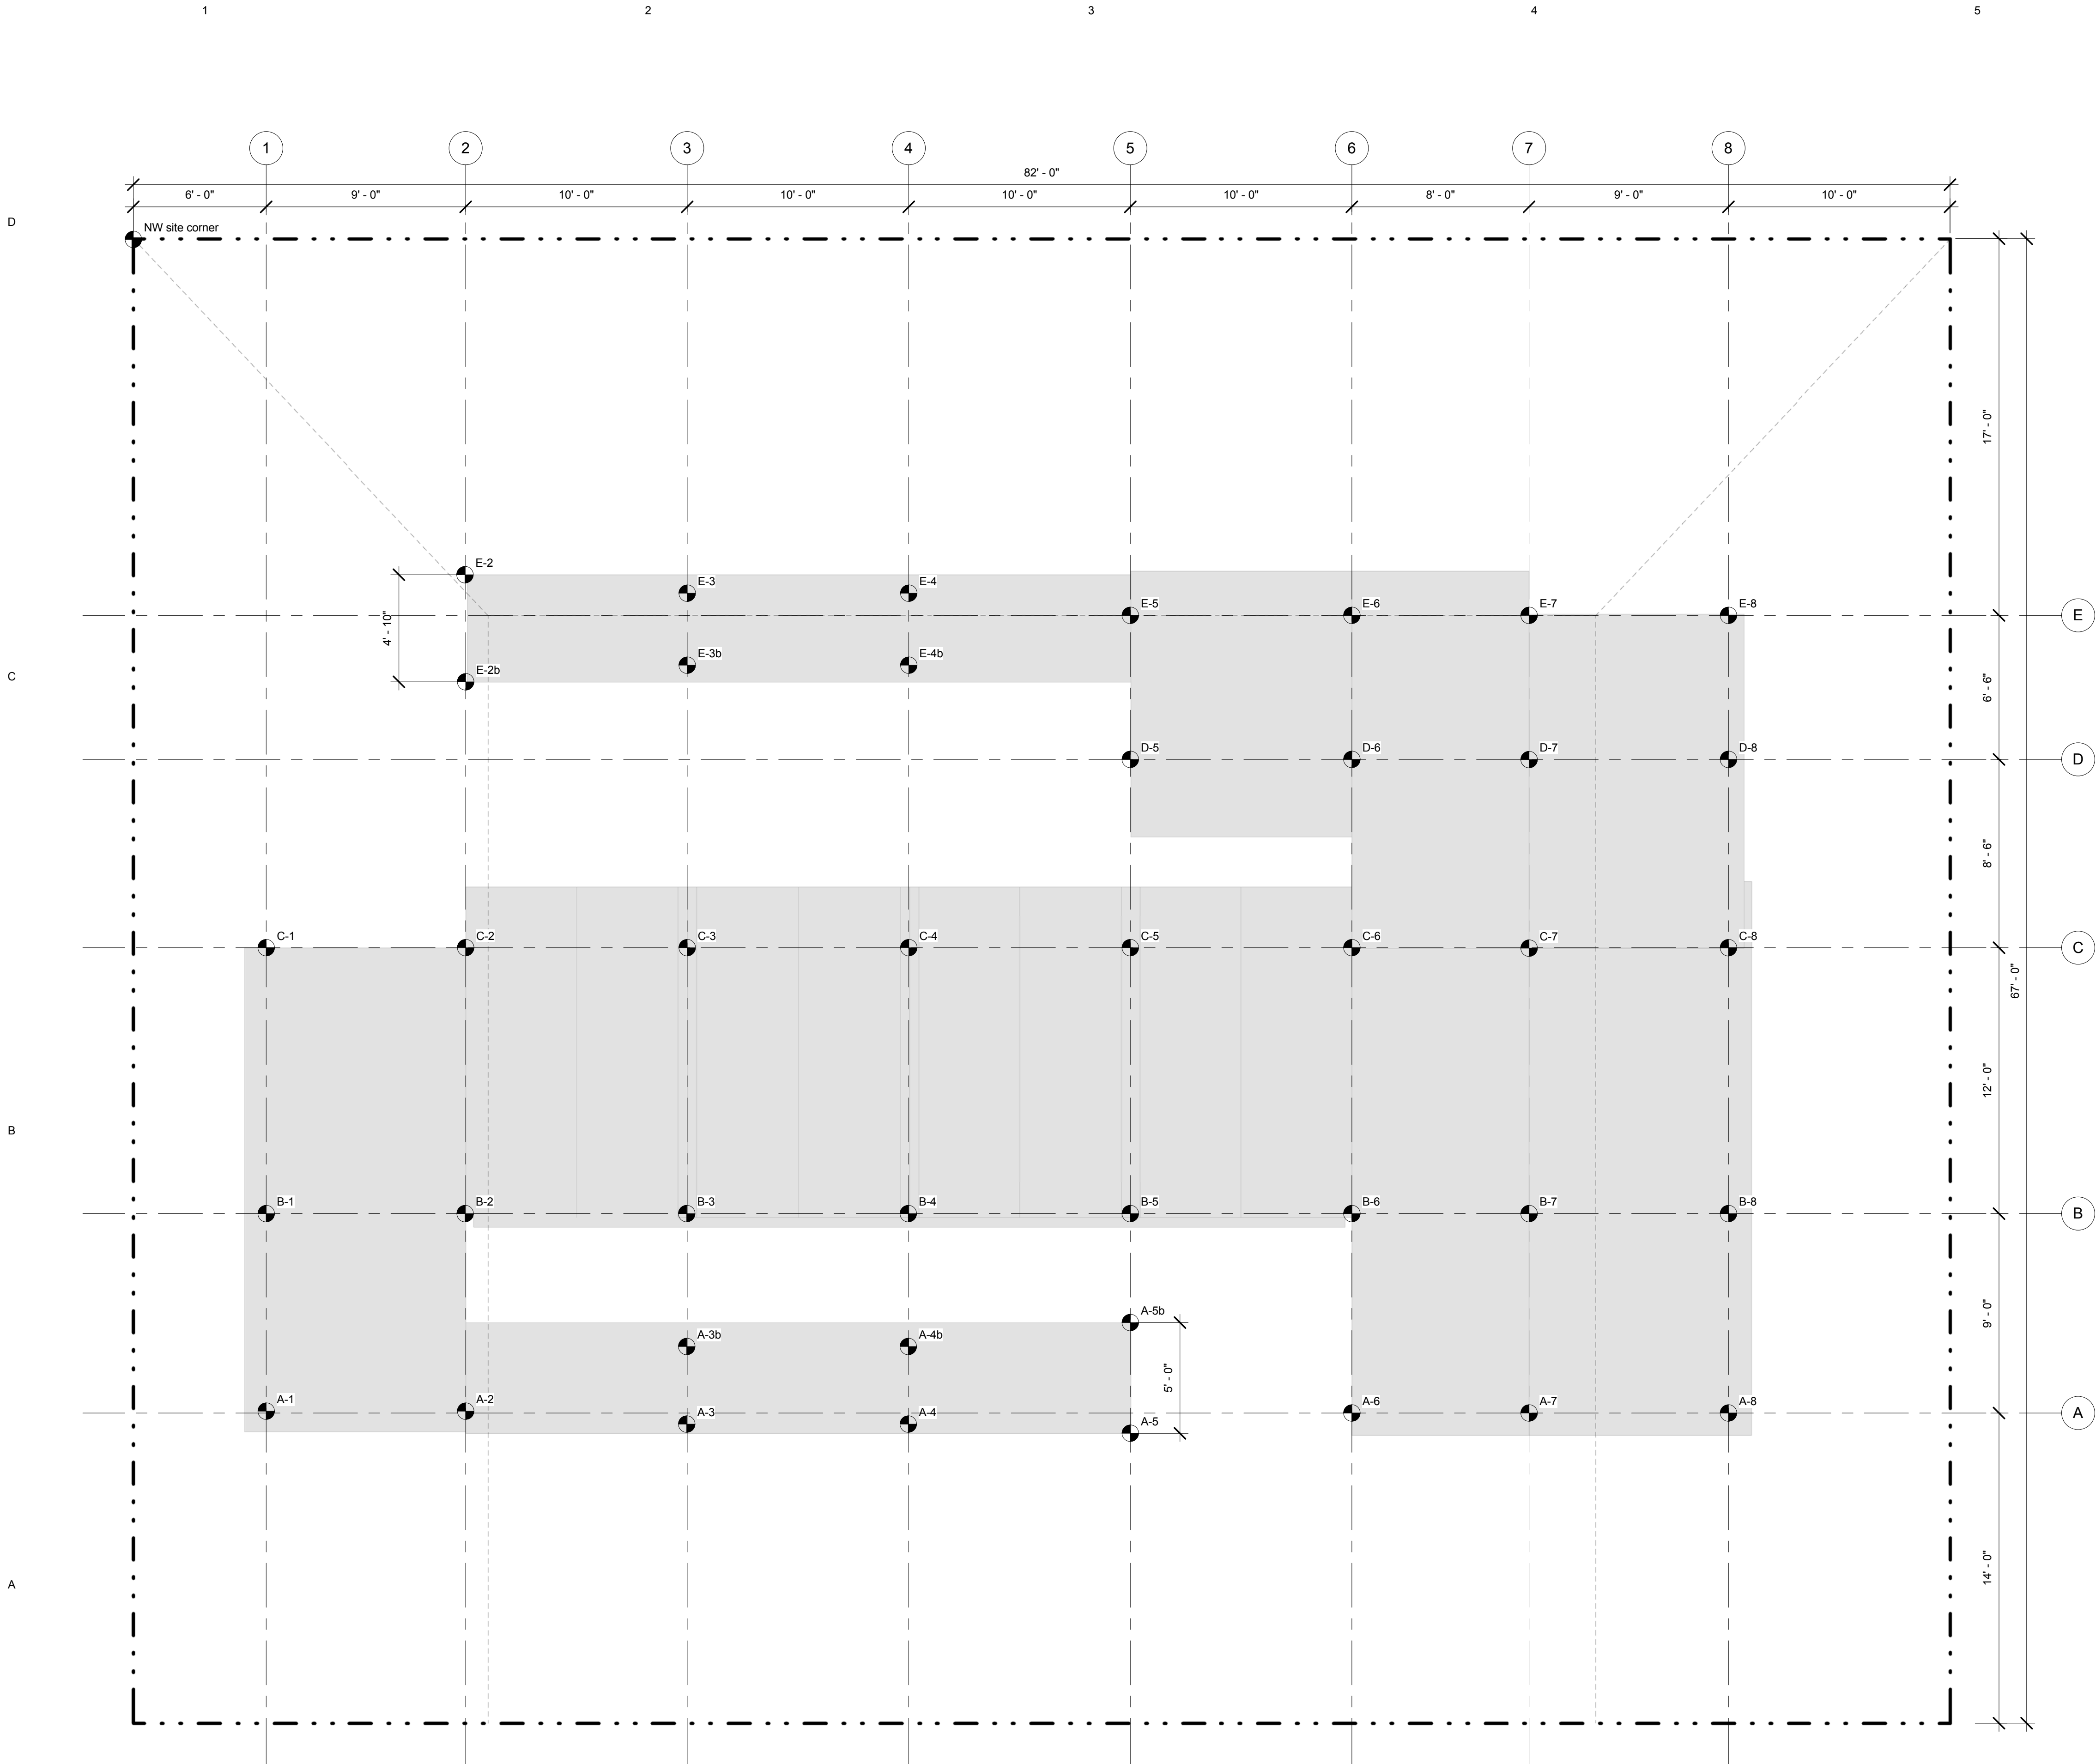 1 2 3 4 5
1 2 3 4 5 6 7 8
82' - 0"
6' - 0" 9' - 0" 10' - 0" 10' - 0" 10' - 0" 10' - 0" 8' - 0" 9' - 0" 10' - 0"
D
NW site corner
17' - 0"
E-2
E-3 E-4
E-5 E-6 E-7 E-8
E
4' - 10"
E-3b E-4b
E-2b
C
6' - 6"
D-5 D-6 D-7 D-8
D
8' - 6"
C-1 C-2 C-3 C-4 C-5 C-6 C-7 C-8
C
67' - 0"
12' - 0"
B
B-1 B-2 B-3 B-4 B-5 B-6 B-7 B-8
B
9' - 0"
A-5b
A-3b A-4b
5' - 0"
A-1 A-2 A-3 A-4 A-5 A-6 A-7 A-8
A
14' - 0"
A